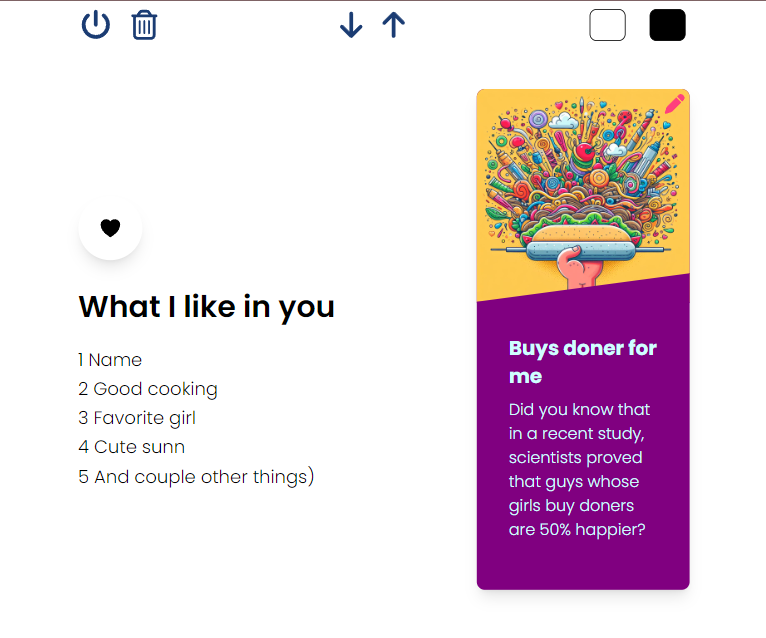 What I like in you
1 Name
2 Good cooking
3 Favorite girl
4 Cute sunn
5 And couple other things)
Buys doner for
me
Did you know that
in a recent study,
scientists proved
that guys whose
girls buy doners
are 50% happier?